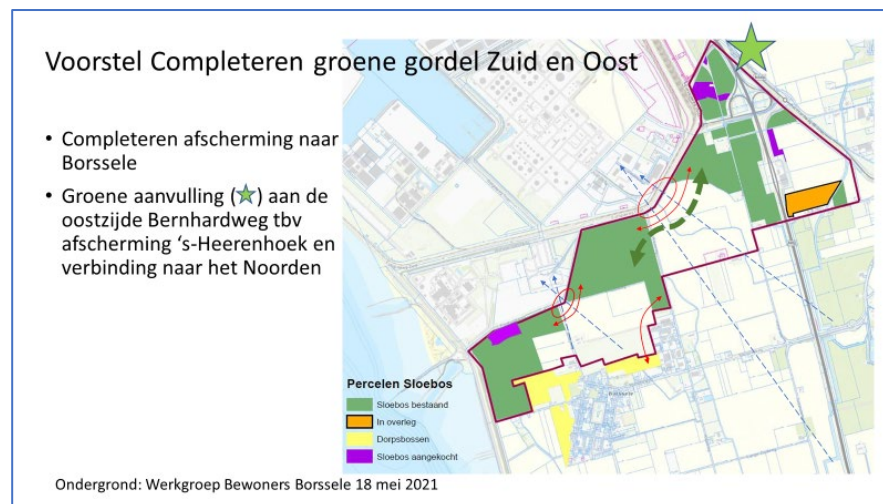 Voorstel Completeren groene gordel Zuid en Oost
• Completeren afscherming naar
Borssele
• Groene aanvulling (☆) aan de
oostzijde Bernhardweg tbv
afscherming ‘s-Heerenhoek en
verbinding naar het Noorden
Percelen Sloebos
Sloebos bestaand
In overleg
Dorpsbossen
Sloebos aangekocht
Ondergrond: Werkgroep Bewoners Borssele 18 mei 2021